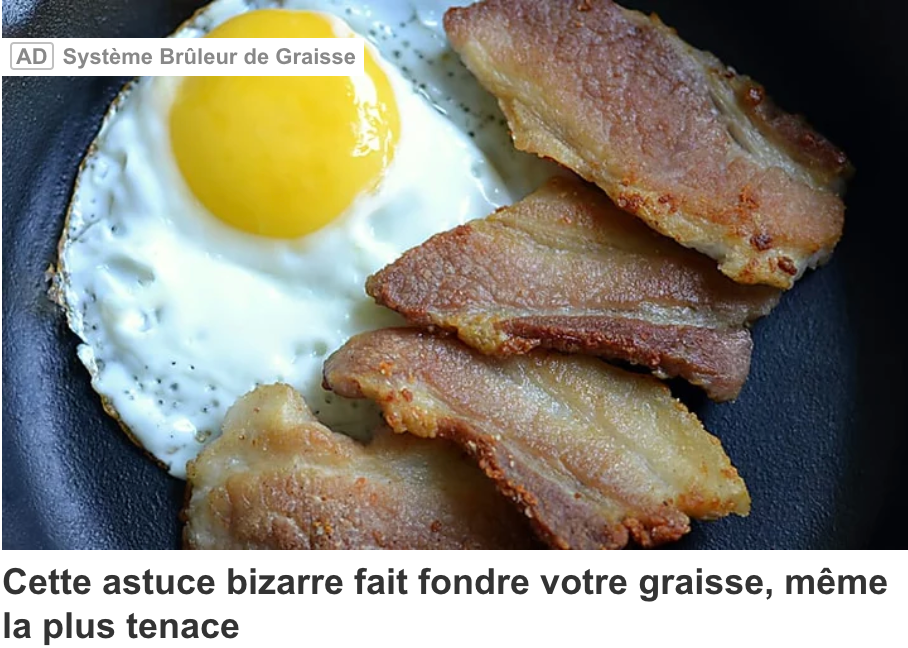 AD Système Brûleur de Graisse
Cette astuce bizarre fait fondre votre graisse, même
la plus tenace